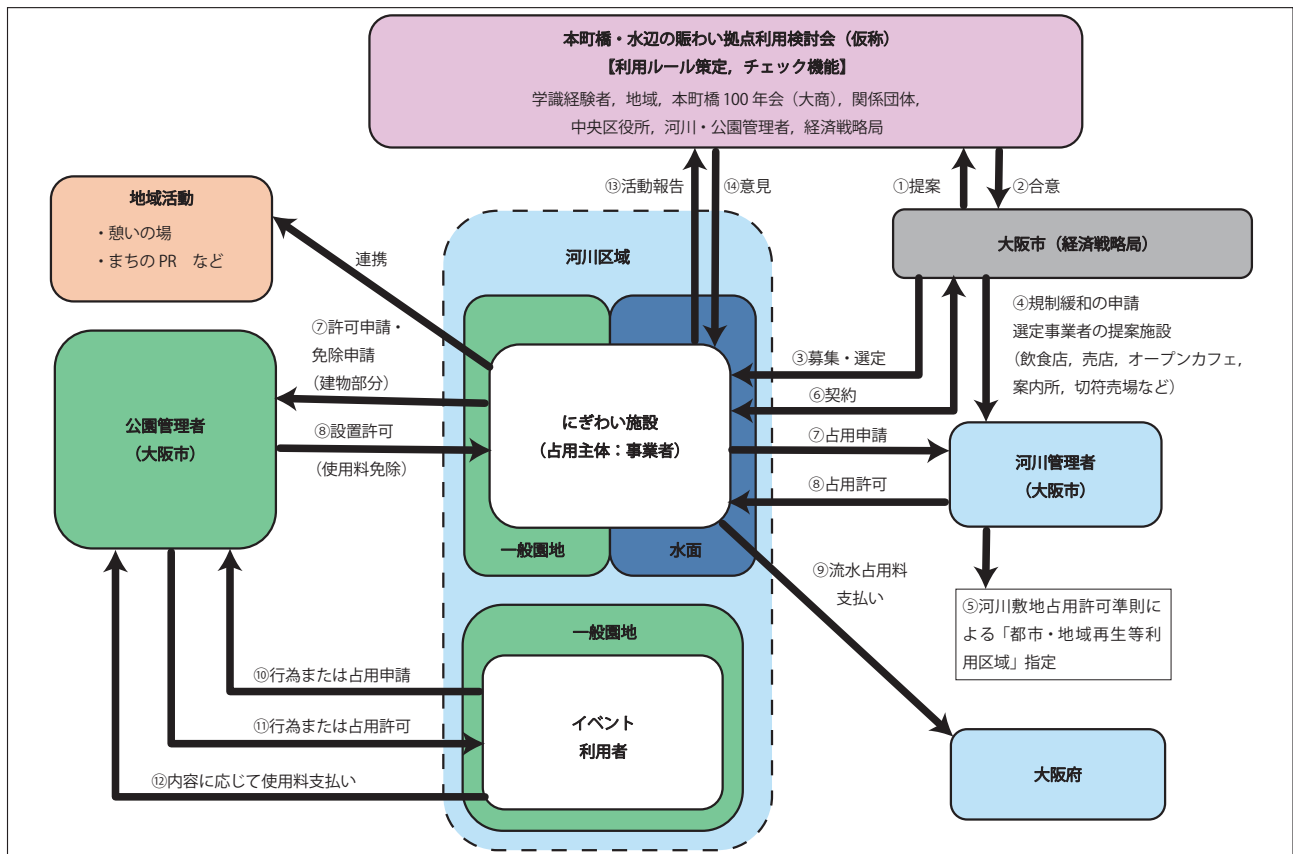 本町橋・水辺の賑わい拠点利用検討会（仮称）
【利用ルール策定，チェック機能】
学識経験者，地域，本町橋100年会（大商），関係団体，
中央区役所，河川・公園管理者，経済戦略局
⑬活動報告
⑭意見
①提案
②合意
地域活動
・憩いの場
・まちのPR　など
連携
河川区域
大阪市（経済戦略局）
④規制緩和の申請
選定事業者の提案施設
（飲食店，売店，オープンカフェ，
案内所，切符売場など）
⑦許可申請・
免除申請
（建物部分）
③募集・選定
⑥契約
公園管理者
（大阪市）
⑧設置許可
（使用料免除）
にぎわい施設
（占用主体：事業者）
⑦占用申請
⑧占用許可
河川管理者
（大阪市）
一般園地
水面
⑨流水占用料
支払い
⑤河川敷地占用許可準則に
よる「都市・地域再生等利
用区域」指定
一般園地
⑩行為または占用申請
⑪行為または占用許可
⑫内容に応じて使用料支払い
イベント
利用者
大阪府